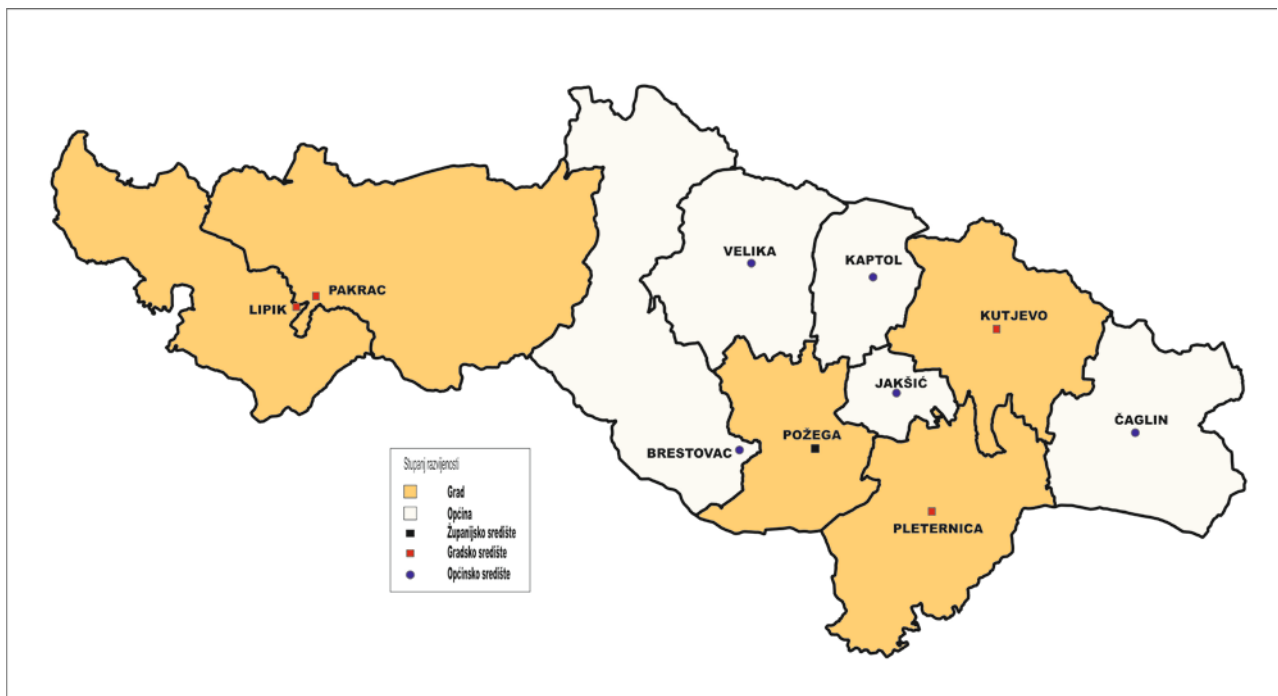 VELIKA
KAPTOL
PAKRAC
LIPIK
KUTJEVO
JAKŠIĆ
ČAGLIN
POŽEGA
BRESTOVAC
PLETERNICA
Stupanj razvijenosti
Grad
Općina
Županijsko središte
Gradsko središte
Općinsko središte